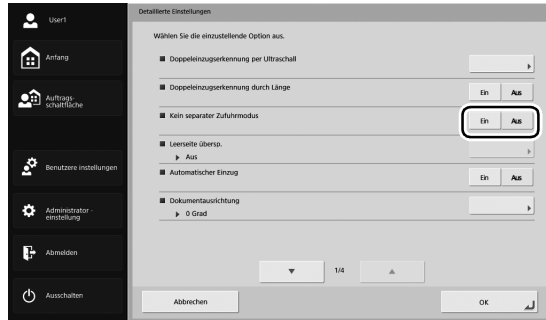 User1
Anfang
Auftrags-
schaltfläche
Benutzere instellungen
Administrator -
einstellung
Abmelden
Ausschalten
Detaillierte Einstellungen
Wählen Sie die einzustellende Option aus.
Doppeleinzugserkennung per Ultraschall
Doppeleinzugserkennung durch Länge
Ein Aus
Kein separater Zufuhrmodus
Ein Aus
Leerseite übersp.
Aus
Automatischer Einzug
Ein Aus
Dokumentausrichtung
0 Grad
1/4
Abbrechen
OK